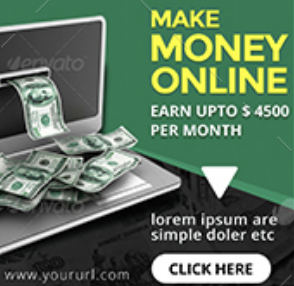 MAKE
MONEY
ONLINE
EARN UPTO $ 4500
PER MONTH
lorem ipsum are
simple doler etc
www.yoururl.com
CLICK HERE
envato